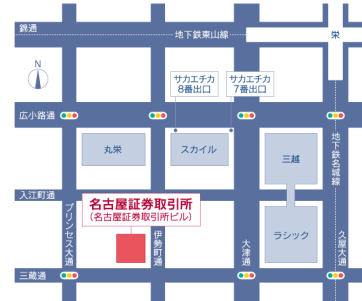 錦通
地下鉄東山線
栄
N
サカエチカ
8番出口
サカエチカ
7番出口
広小路通
丸栄
スカイル
三越
地下鉄名城線
入江町通
名古屋証券取引所
(名古屋証券取引所ビル)
プリンセス大通
伊勢町通
大津通
ラシック
久屋大通
三蔵通